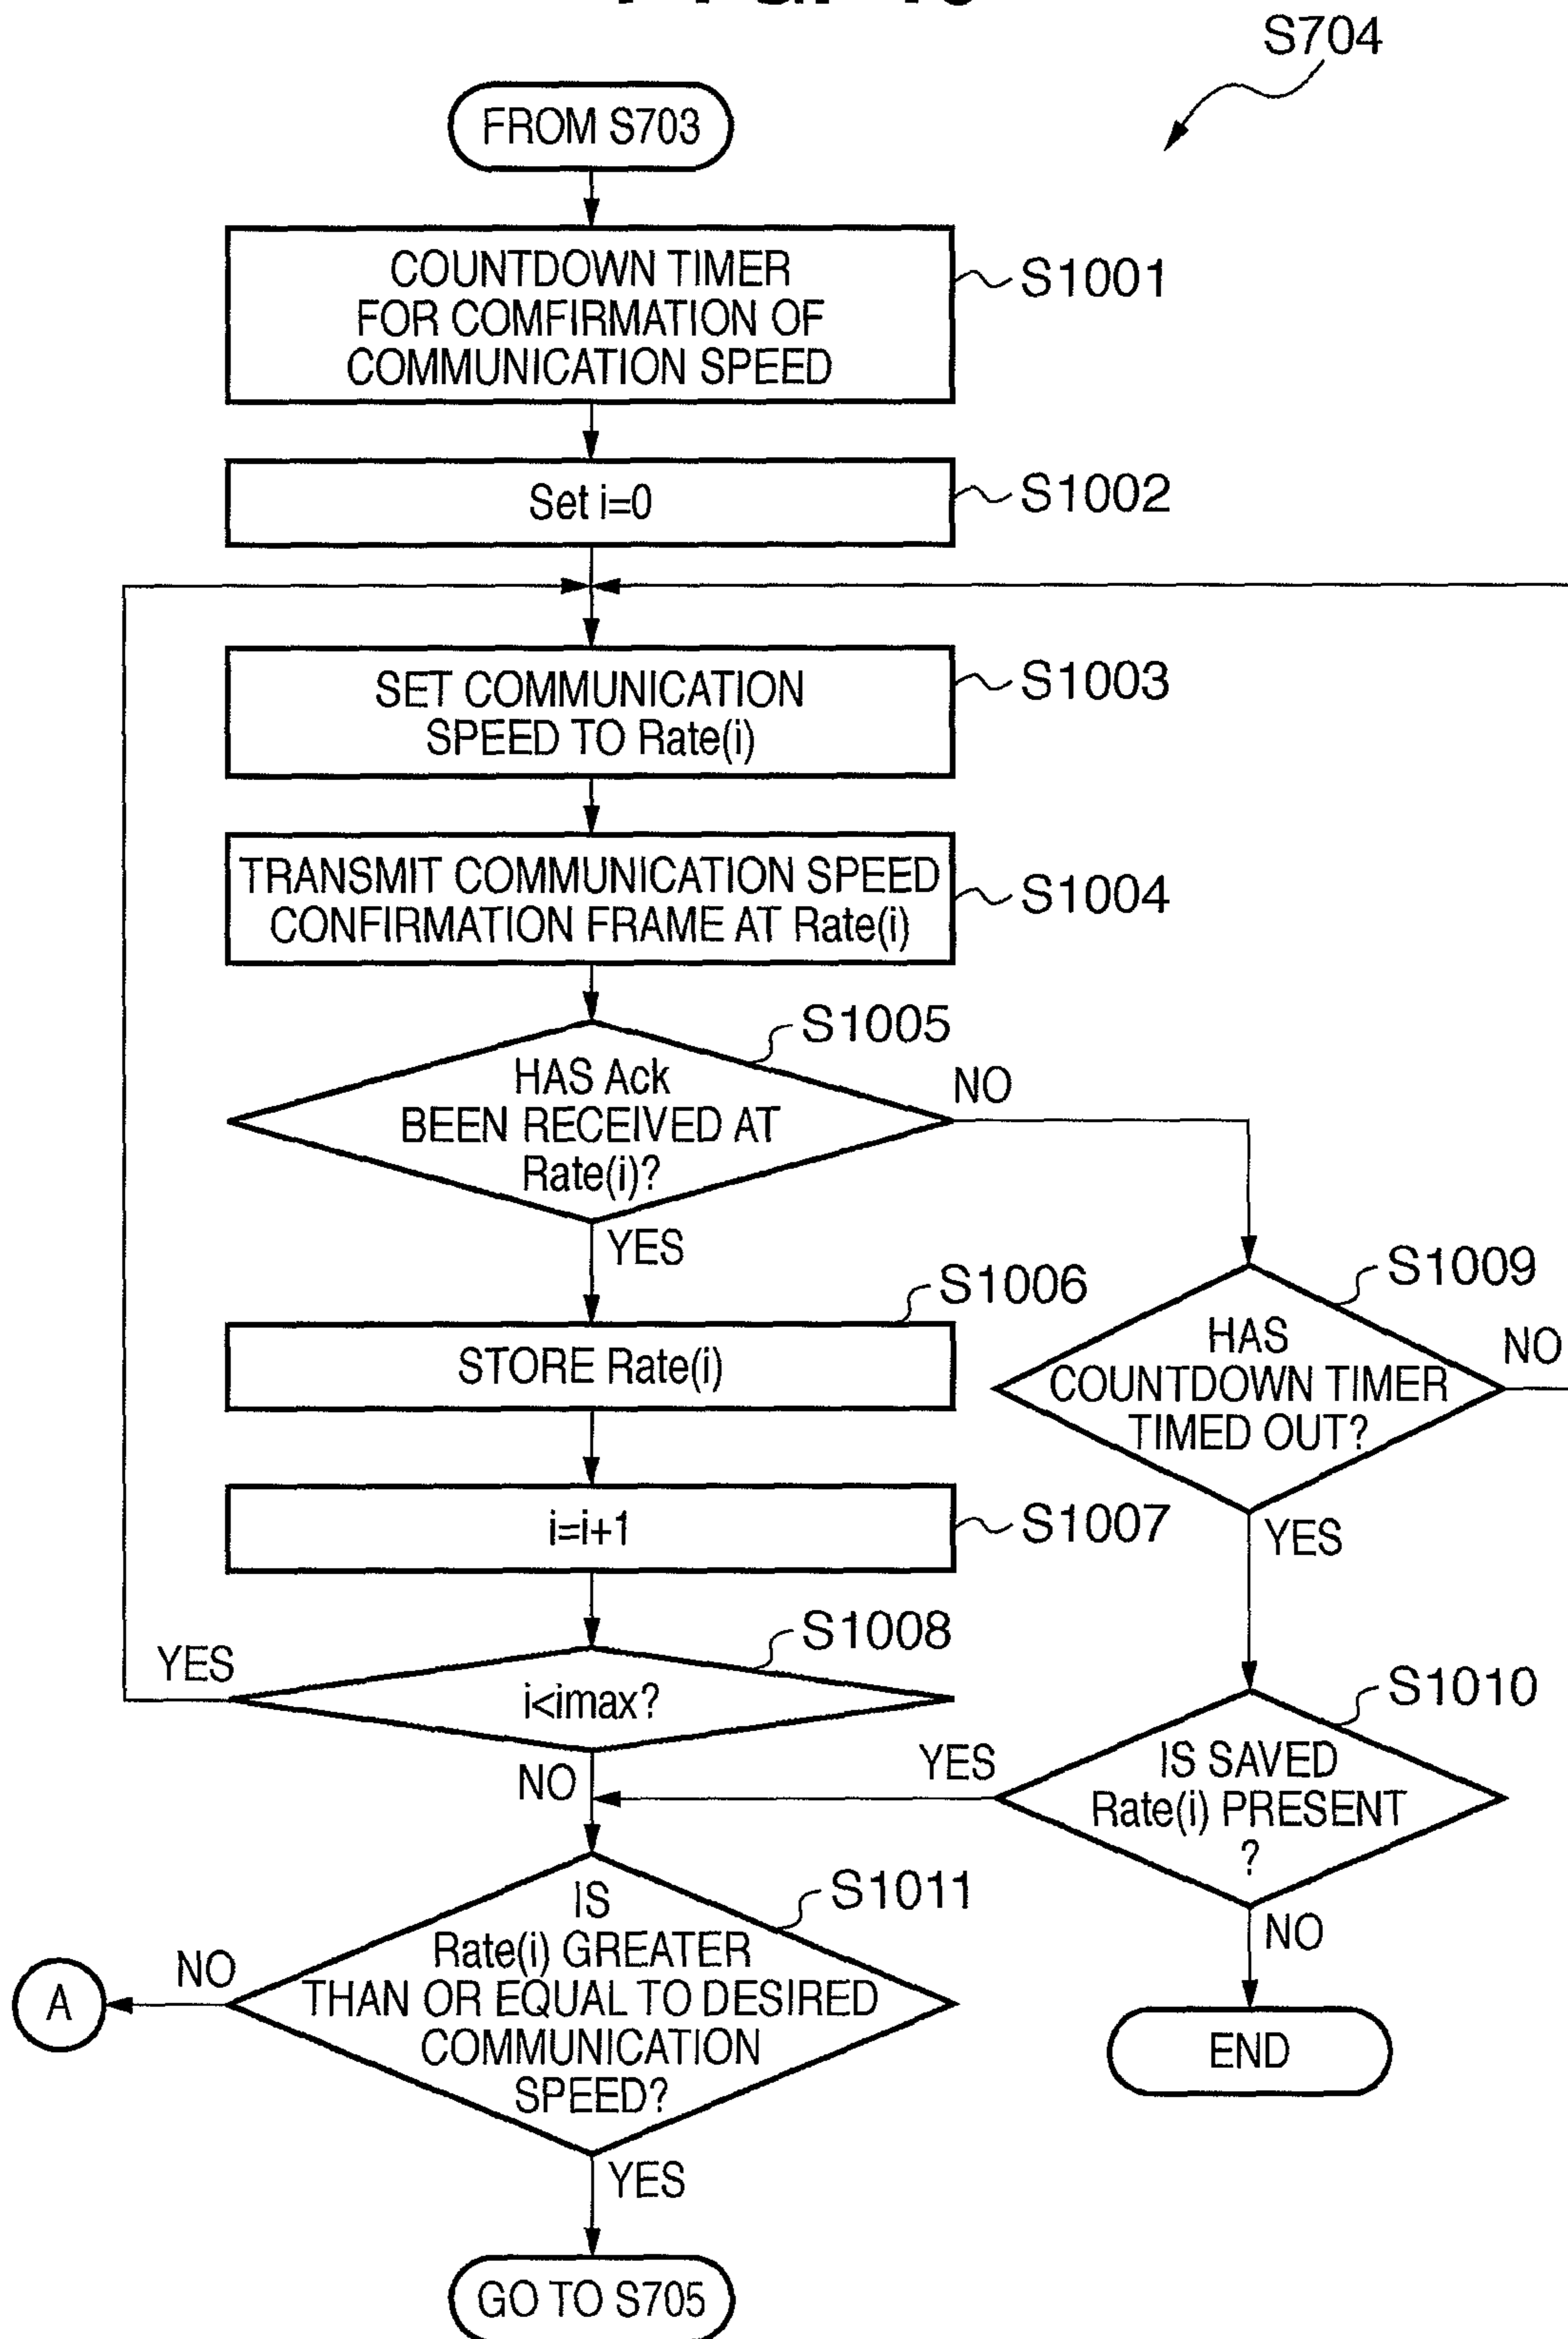 S704
FROM S703
COUNTDOWN TIMER
FOR COMFIRMATION OF
COMMUNICATION SPEED
S1001
Set i=0
S1002
SET COMMUNICATION
SPEED TO Rate(i)
S1003
TRANSMIT COMMUNICATION SPEED
CONFIRMATION FRAME AT Rate(i)
S1004
S1005
HAS Ack
BEEN RECEIVED AT
Rate(i)?
NO
YES
S1006
STORE Rate(i)
S1009
HAS
COUNTDOWN TIMER
TIMED OUT?
NO
YES
i=i+1
S1007
S1008
i<imax?
YES
NO
S1010
IS SAVED
Rate(i) PRESENT
?
YES
NO
END
S1011
IS
Rate(i) GREATER
THAN OR EQUAL TO DESIRED
COMMUNICATION
SPEED?
NO
A
YES
GO TO S705